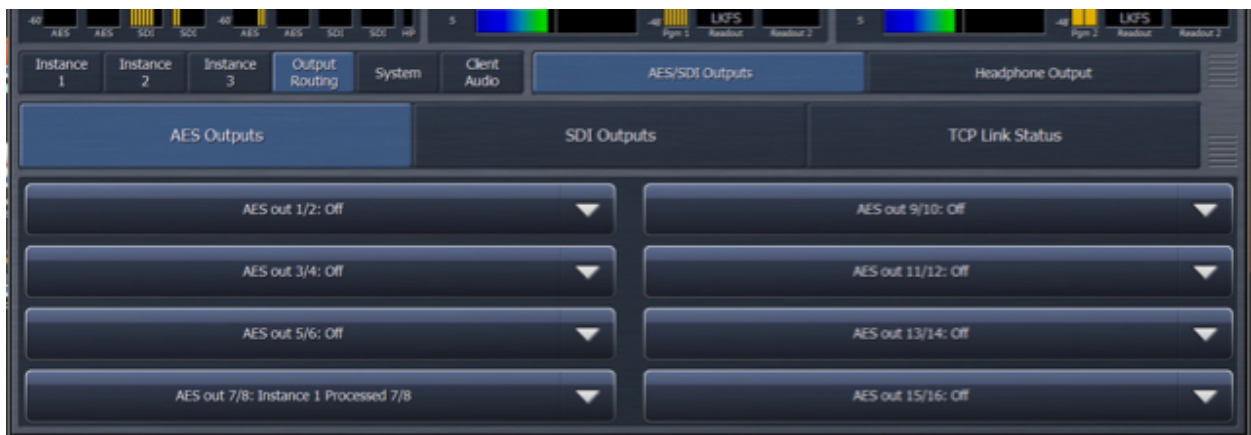 -60
-60
5
LKFS
5
LKFS
AES AES SDI SDI AES AES SDI SDI HP
Pgm 1 Readout Readout 2
Pgm 2 Readout Readout 2
Instance 1
Instance 2
Instance 3
Output Routing
System
Client Audio
AES/SDI Outputs
Headphone Output
AES Outputs
SDI Outputs
TCP Link Status
AES out 1/2: Off
AES out 9/10: Off
AES out 3/4: Off
AES out 11/12: Off
AES out 5/6: Off
AES out 13/14: Off
AES out 7/8: Instance 1 Processed 7/8
AES out 15/16: Off